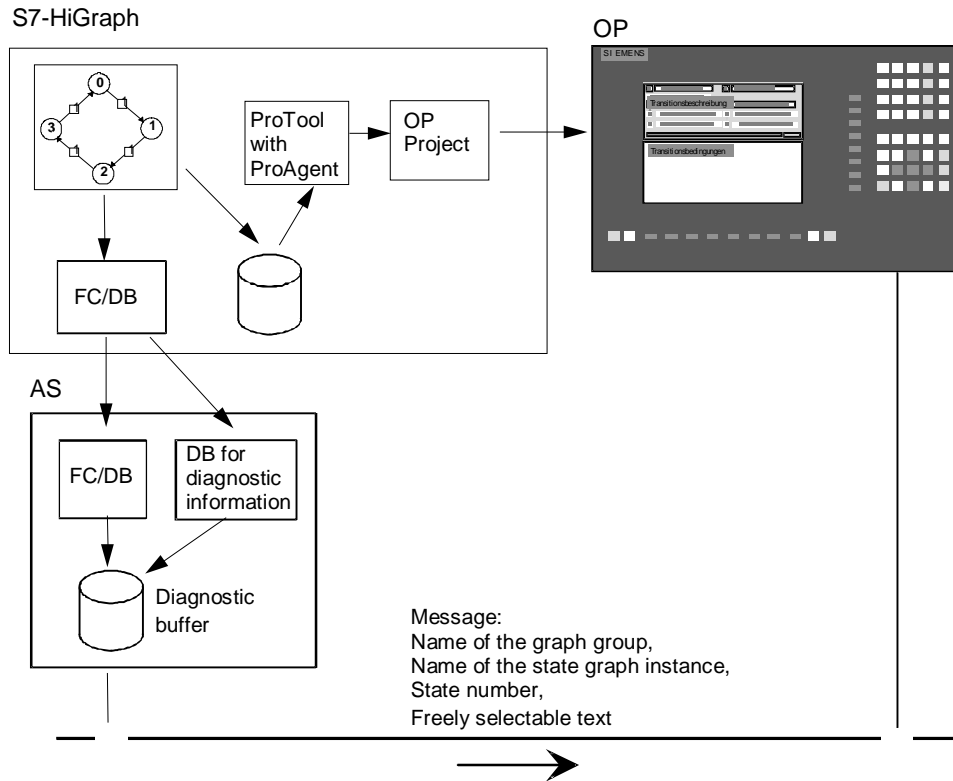 S7-HiGraph
OP
SIEMENS
0
3
1
2
ProTool
with
ProAgent
OP
Project
Transitionsbeschreibung
Transitionsbedingungen
FC/DB
AS
FC/DB
DB for
diagnostic
information
Diagnostic
buffer
Message:
Name of the graph group,
Name of the state graph instance,
State number,
Freely selectable text